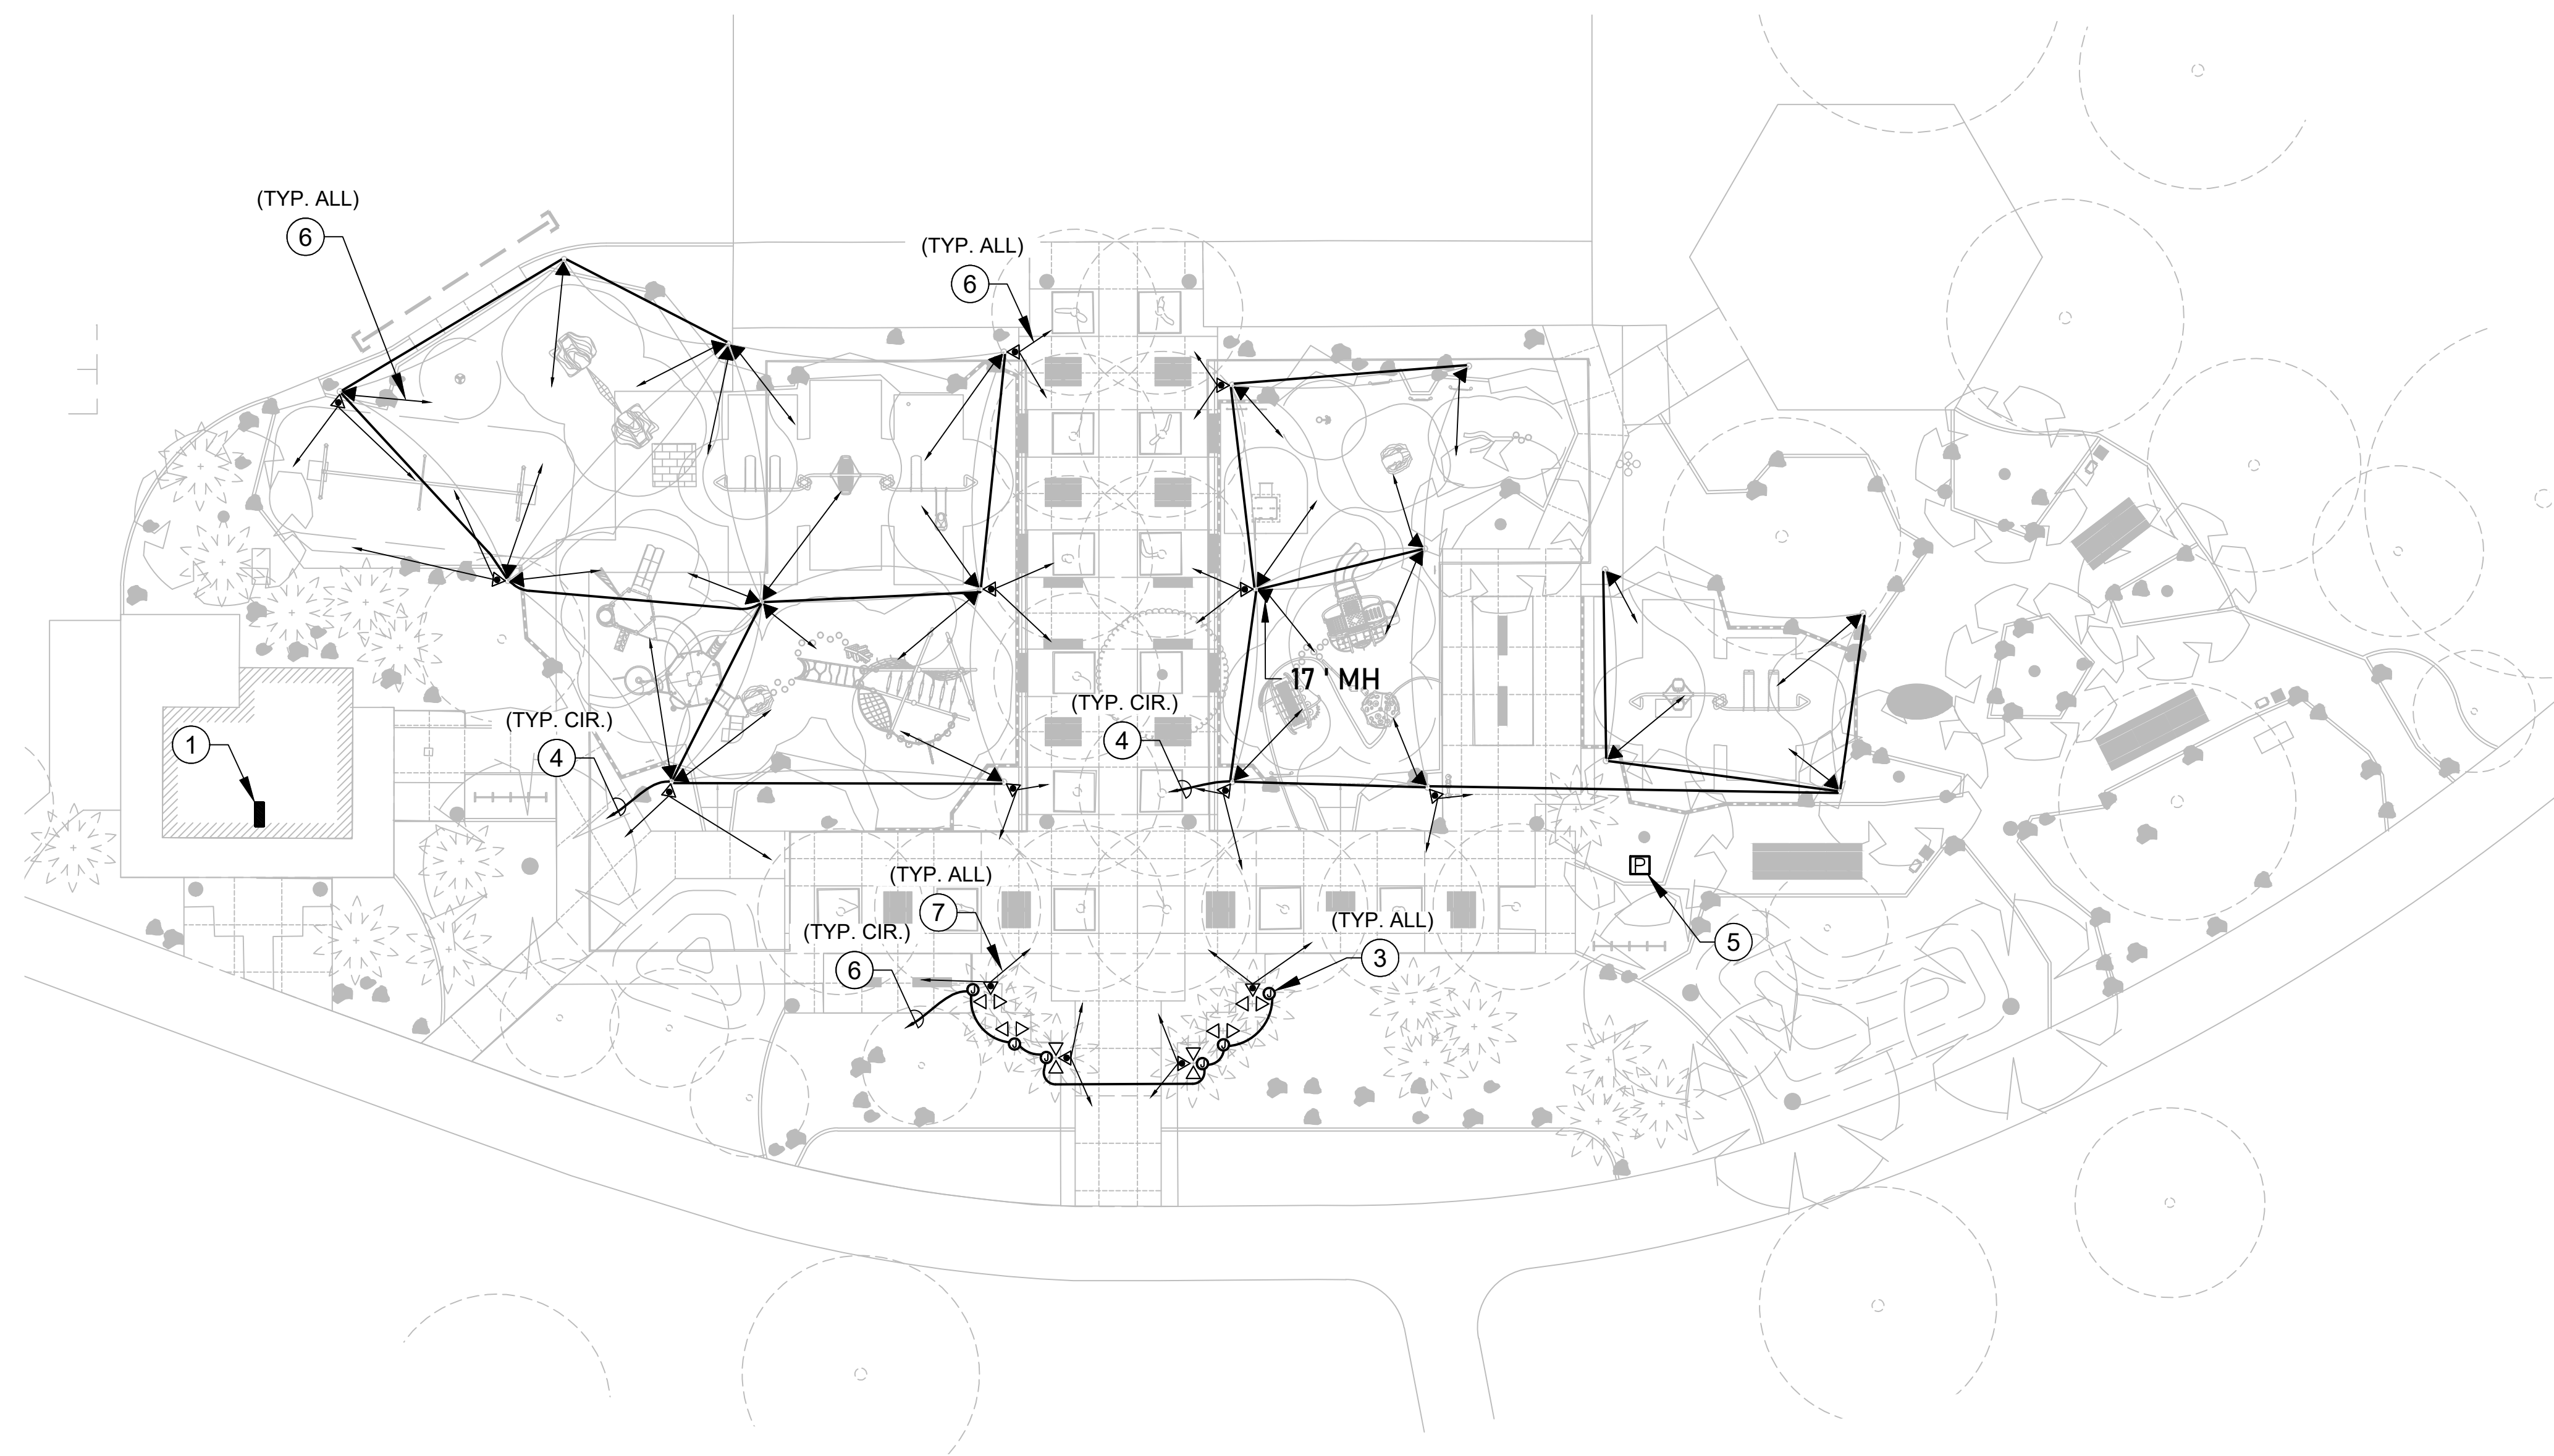 (TYP. ALL)
6
(TYP. ALL)
6
17 ' MH
(TYP. CIR.)
4
(TYP. CIR.)
4
1
P
(TYP. ALL)
7
(TYP. ALL)
3
(TYP. CIR.)
6
5
J
J
J
J
J
J